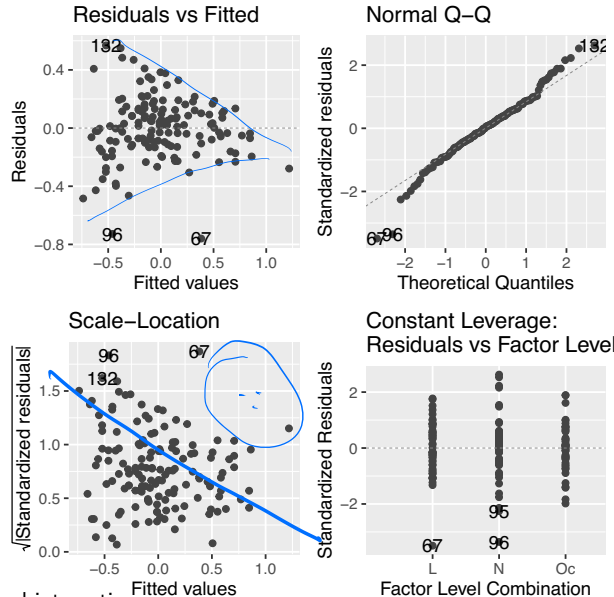 Residuals vs Fitted
Normal Q−Q
Residuals
0.4
0.0
−0.4
−0.8
132
96
67
−0.5
0.0
0.5
1.0
Fitted values
Standardized residuals
2
0
−2
132
67
96
−2
−1
0
1
2
Theoretical Quantiles
Scale−Location
Constant Leverage:
Residuals vs Factor Level
√|Standardized residuals|
1.5
1.0
0.5
0.0
96
67
132
−0.5
0.0
0.5
1.0
Fitted values
Standardized Residuals
2
0
−2
95
96
67
L
N
Oc
Factor Level Combination